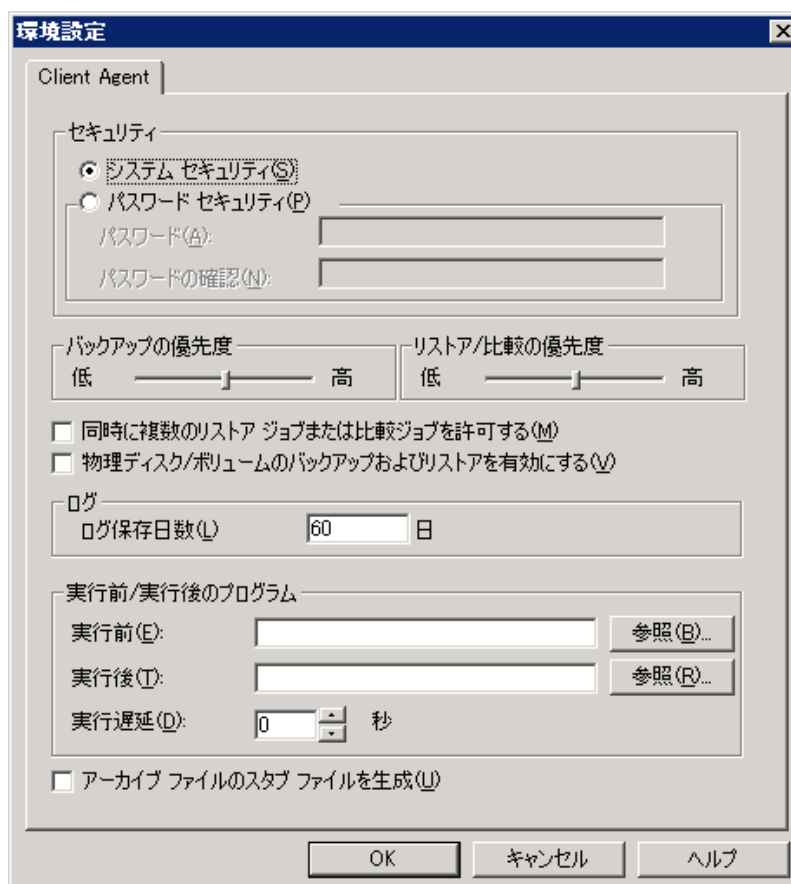 環境設定
Client Agent
セキュリティ
システム セキュリティ(S)
パスワード セキュリティ(P)
パスワード(A):
パスワードの確認(N):
バックアップの優先度 リストア/比較の優先度
低 高 低 高
同時に複数のリストア ジョブまたは比較ジョブを許可する(M)
物理ディスク/ボリュームのバックアップおよびリストアを有効にする(V)
ログ
ログ保存日数(L) 60 日
実行前/実行後のプログラム
実行前(E): 参照(B)...
実行後(T): 参照(R)...
実行遅延(D): 0 秒
アーカイブ ファイルのスタブ ファイルを生成(U)
OK キャンセル ヘルプ